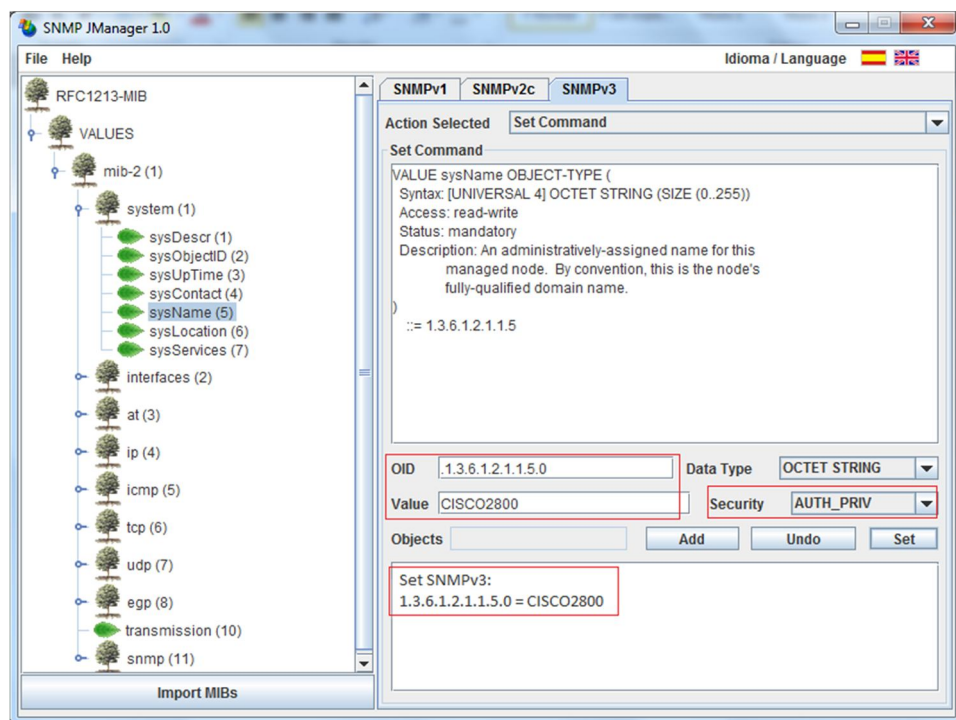 SNMP JManager 1.0
File Help
Idioma / Language
RFC1213-MIB
VALUES
mib-2 (1)
system (1)
sysDescr (1)
sysObjectID (2)
sysUpTime (3)
sysContact (4)
sysName (5)
sysLocation (6)
sysServices (7)
interfaces (2)
at (3)
ip (4)
icmp (5)
tcp (6)
udp (7)
egp (8)
transmission (10)
snmp (11)
Import MIBs
SNMPv1 SNMPv2c SNMPv3
Action Selected Set Command
Set Command
VALUE sysName OBJECT-TYPE (
Syntax: [UNIVERSAL 4] OCTET STRING (SIZE (0..255))
Access: read-write
Status: mandatory
Description: An administratively-assigned name for this
managed node. By convention, this is the node's
fully-qualified domain name.
)
::= 1.3.6.1.2.1.1.5
OID .1.3.6.1.2.1.1.5.0 Data Type OCTET STRING
Value CISCO2800 Security AUTH_PRIV
Objects Add Undo Set
Set SNMPv3:
1.3.6.1.2.1.1.5.0 = CISCO2800